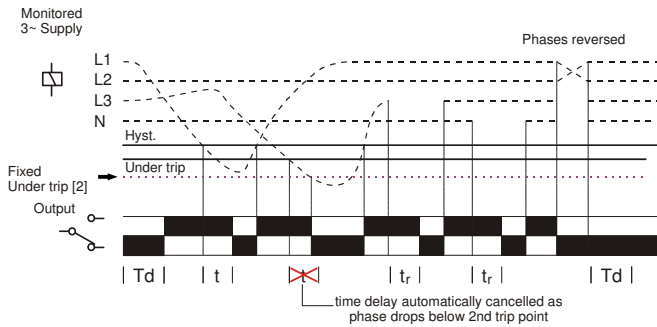 Monitored
3~ Supply
Phases reversed
L1
L2
L3
N
Hyst.
Under trip
Fixed
Under trip [2]
Output
Td
t
t
tr
tr
Td
time delay automatically cancelled as
phase drops below 2nd trip point